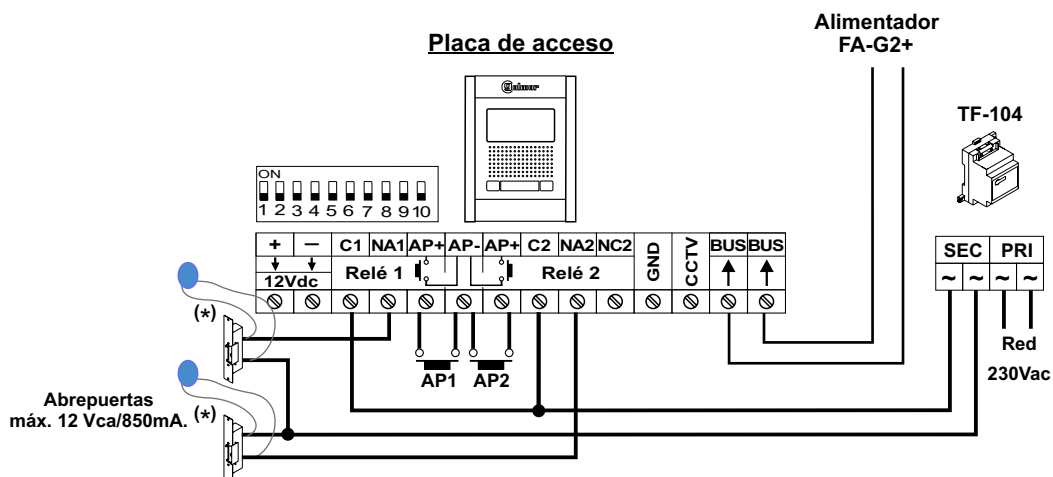 Alimentador
FA-G2+
Placa de acceso
Golmar
TF-104
ON
1 2 3 4 5 6 7 8 9 10
+ — C1 NA1 AP+ AP- AP+ C2 NA2 NC2 GND CCTV BUS BUS
12Vdc Relé 1 Relé 2
SEC PRI
~ ~ ~ ~
(*)
AP1 AP2
Red
230Vac
Abrepuertas
máx. 12 Vca/850mA. (*)